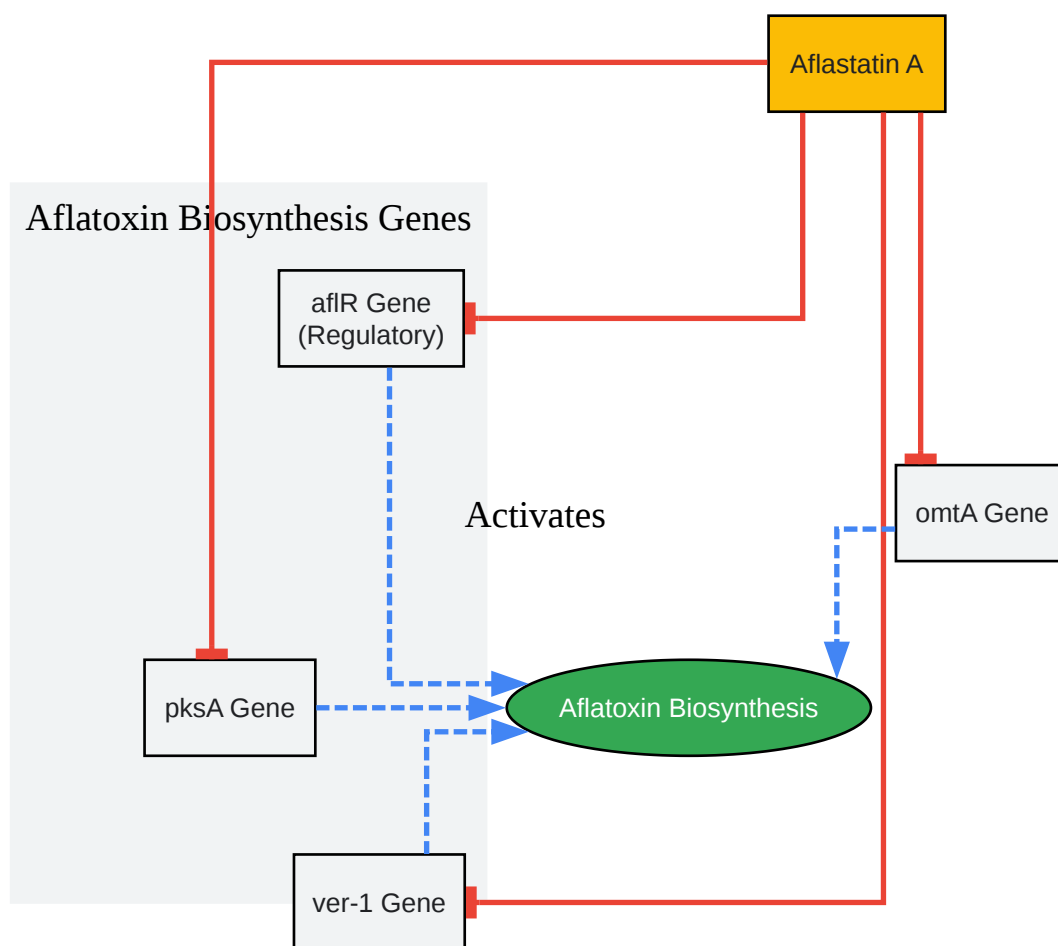 Aflastatin A
Aflatoxin Biosynthesis Genes
aflR Gene
(Regulatory)
Activates
omtA Gene
pksA Gene
Aflatoxin Biosynthesis
ver-1 Gene